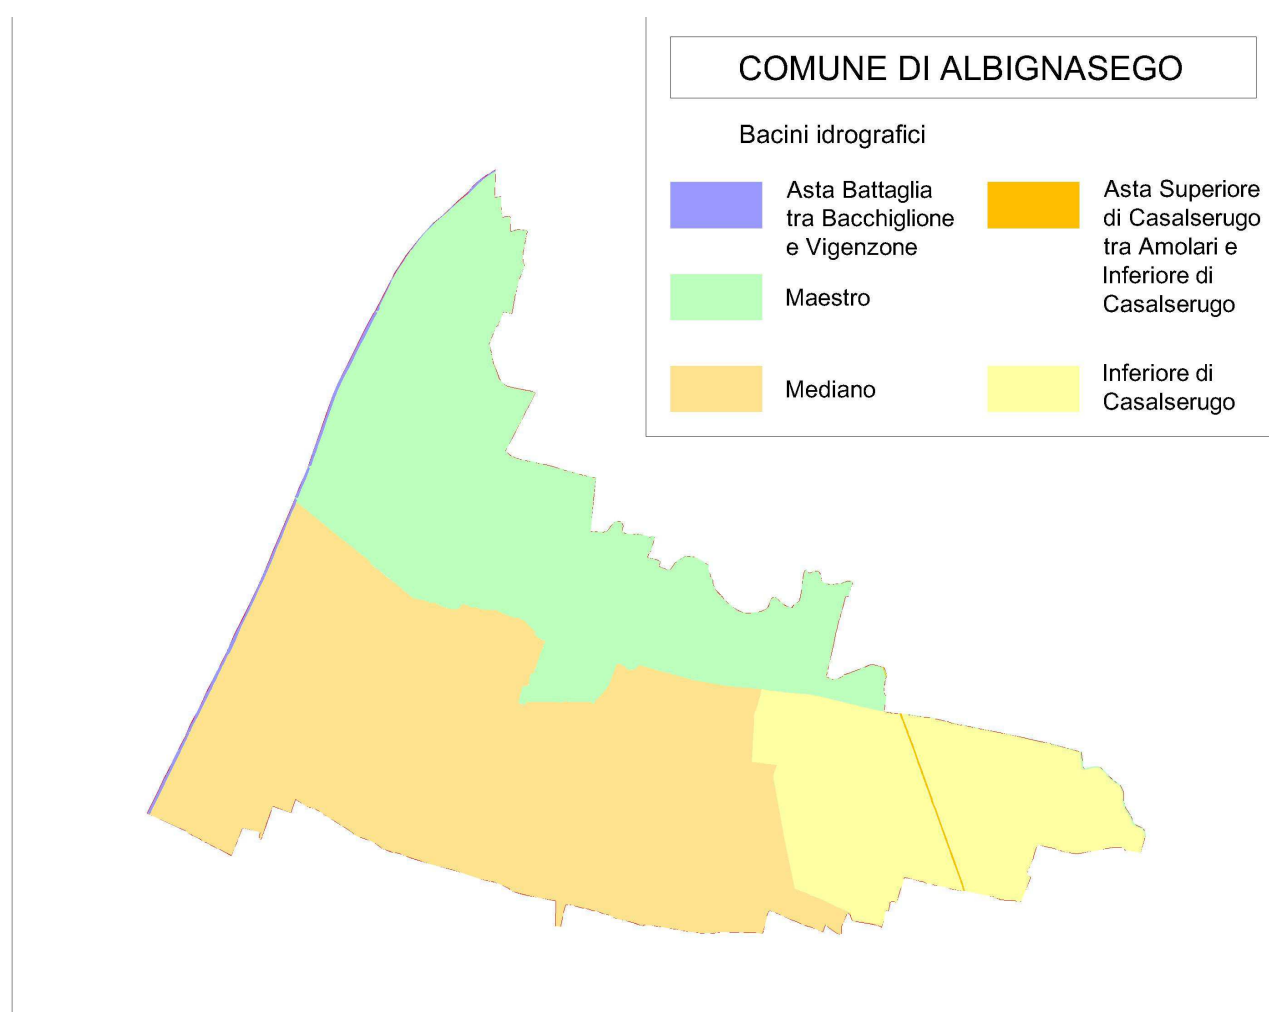 COMUNE DI ALBIGNASEGO
Bacini idrografici
Asta Battaglia
tra Bacchiglione
e Vigenzone
Maestro
Mediano
Asta Superiore
di Casalserugo
tra Amolari e
Inferiore di
Casalserugo
Inferiore di
Casalserugo